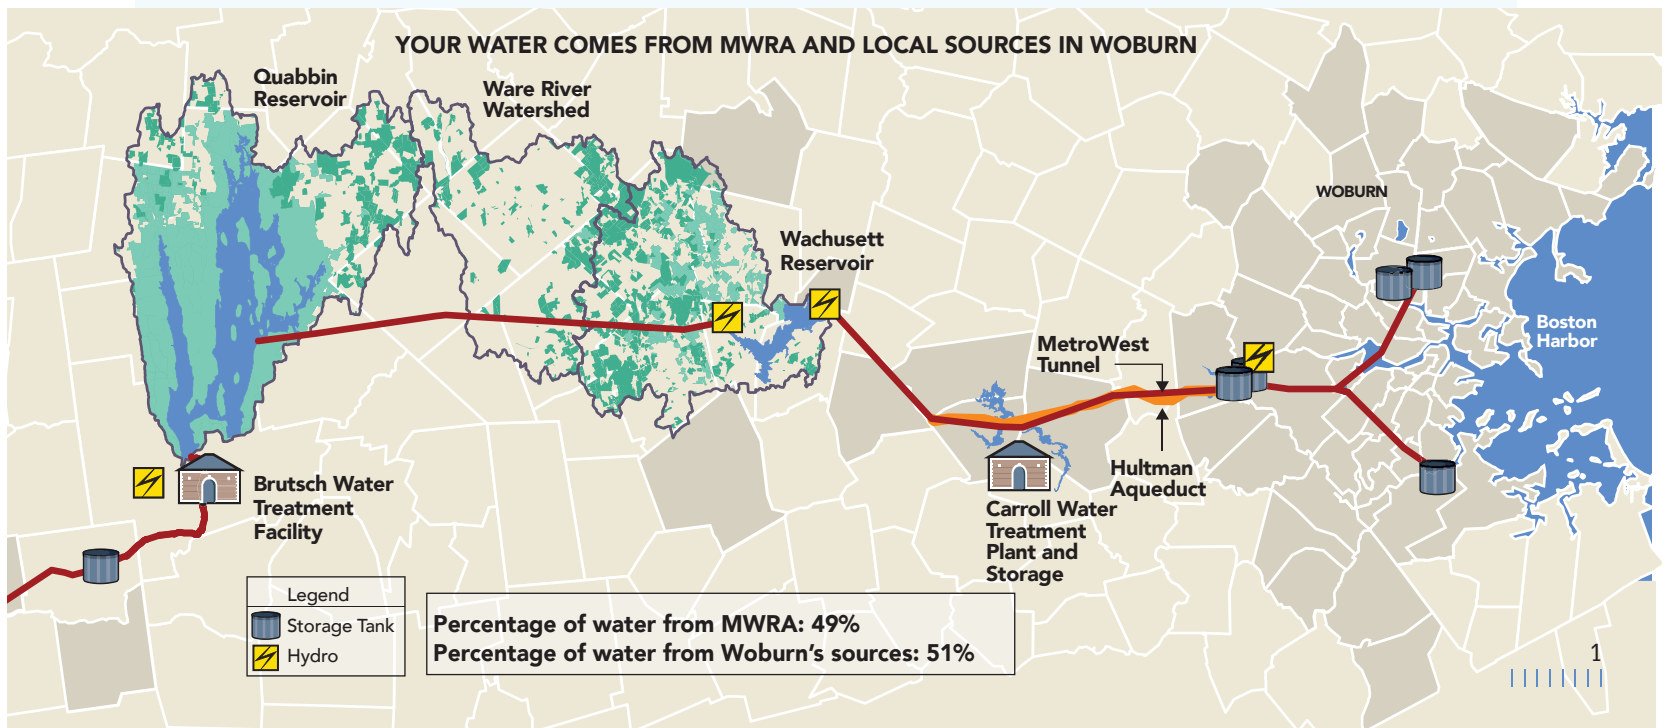 YOUR WATER COMES FROM MWRA AND LOCAL SOURCES IN WOBURN
Quabbin
Reservoir
Ware River
Watershed
WOBURN
Wachusett
Reservoir
Boston
Harbor
MetroWest
Tunnel
Hultman
Aqueduct
Brutsch Water
Treatment
Facility
Carroll Water
Treatment
Plant and
Storage
Legend
Storage Tank
Hydro
Percentage of water from MWRA: 49%
Percentage of water from Woburn's sources: 51%
1